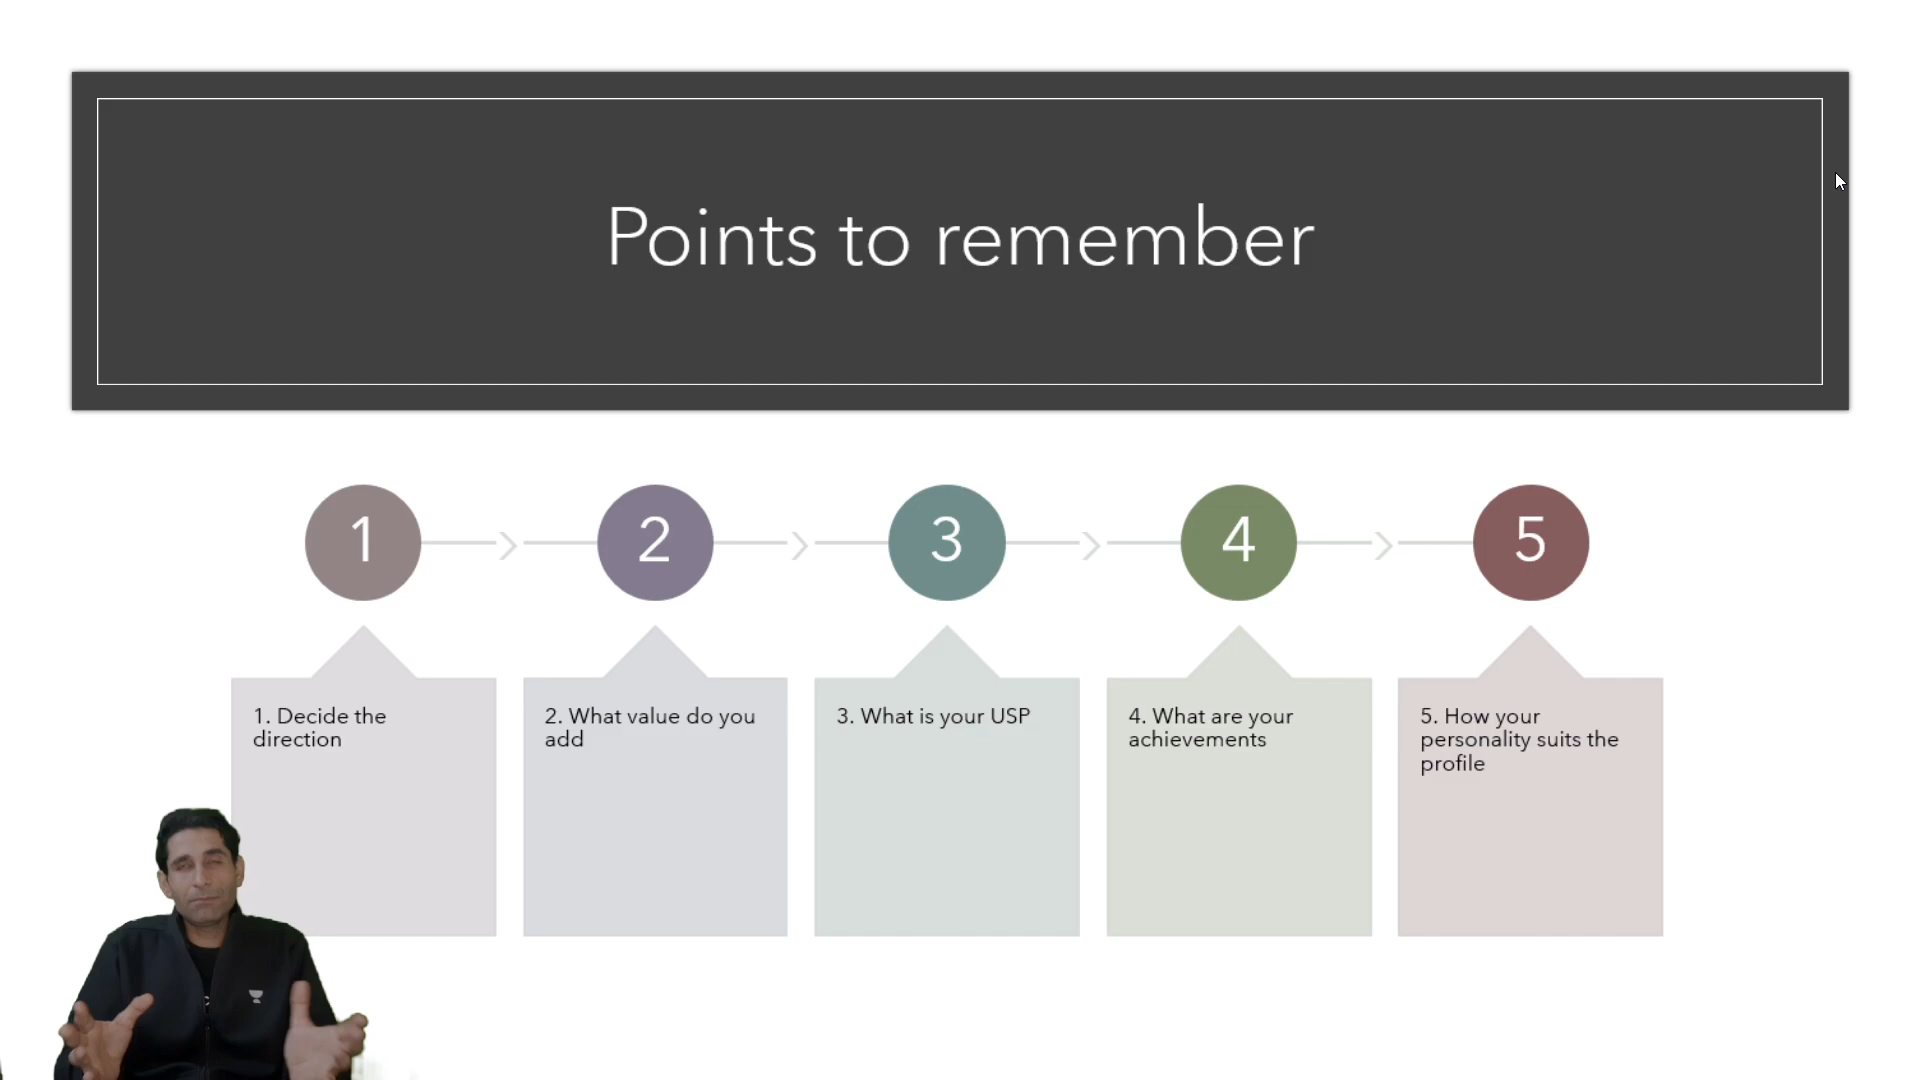 Points to remember
1
2
3
4
5
1. Decide the
direction
2. What value do you
add
3. What is your USP
4. What are your
achievements
5. How your
personality suits the
profile